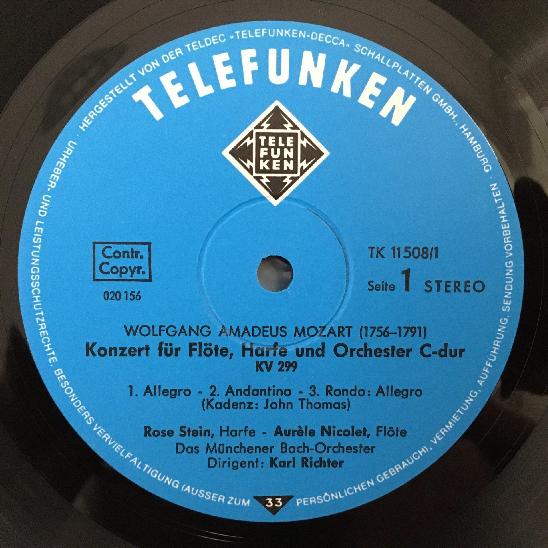 HERGESTELLT VON DER TELDEC »TELEFUNKEN-DECCA« SCHALLPLATTEN GMBH., HAMBURG ·
URHEBER- UND LEISTUNGSSCHUTZRECHTE, BESONDERS VERVIELFÄLTIGUNG (AUSSER ZUM PERSÖNLICHEN GEBRAUCH), VERMIETUNG, AUFFÜHRUNG, SENDUNG VORBEHALTEN
TELEFUNKEN
TELE
FUN
KEN
Contr.
Copyr.
020 156
TK 11508/1
Seite 1 STEREO
WOLFGANG AMADEUS MOZART (1756–1791)
Konzert für Flöte, Harfe und Orchester C-dur
KV 299
1. Allegro - 2. Andantino - 3. Rondo: Allegro
(Kadenz: John Thomas)
Rose Stein, Harfe - Aurèle Nicolet, Flöte
Das Münchener Bach-Orchester
Dirigent: Karl Richter
33